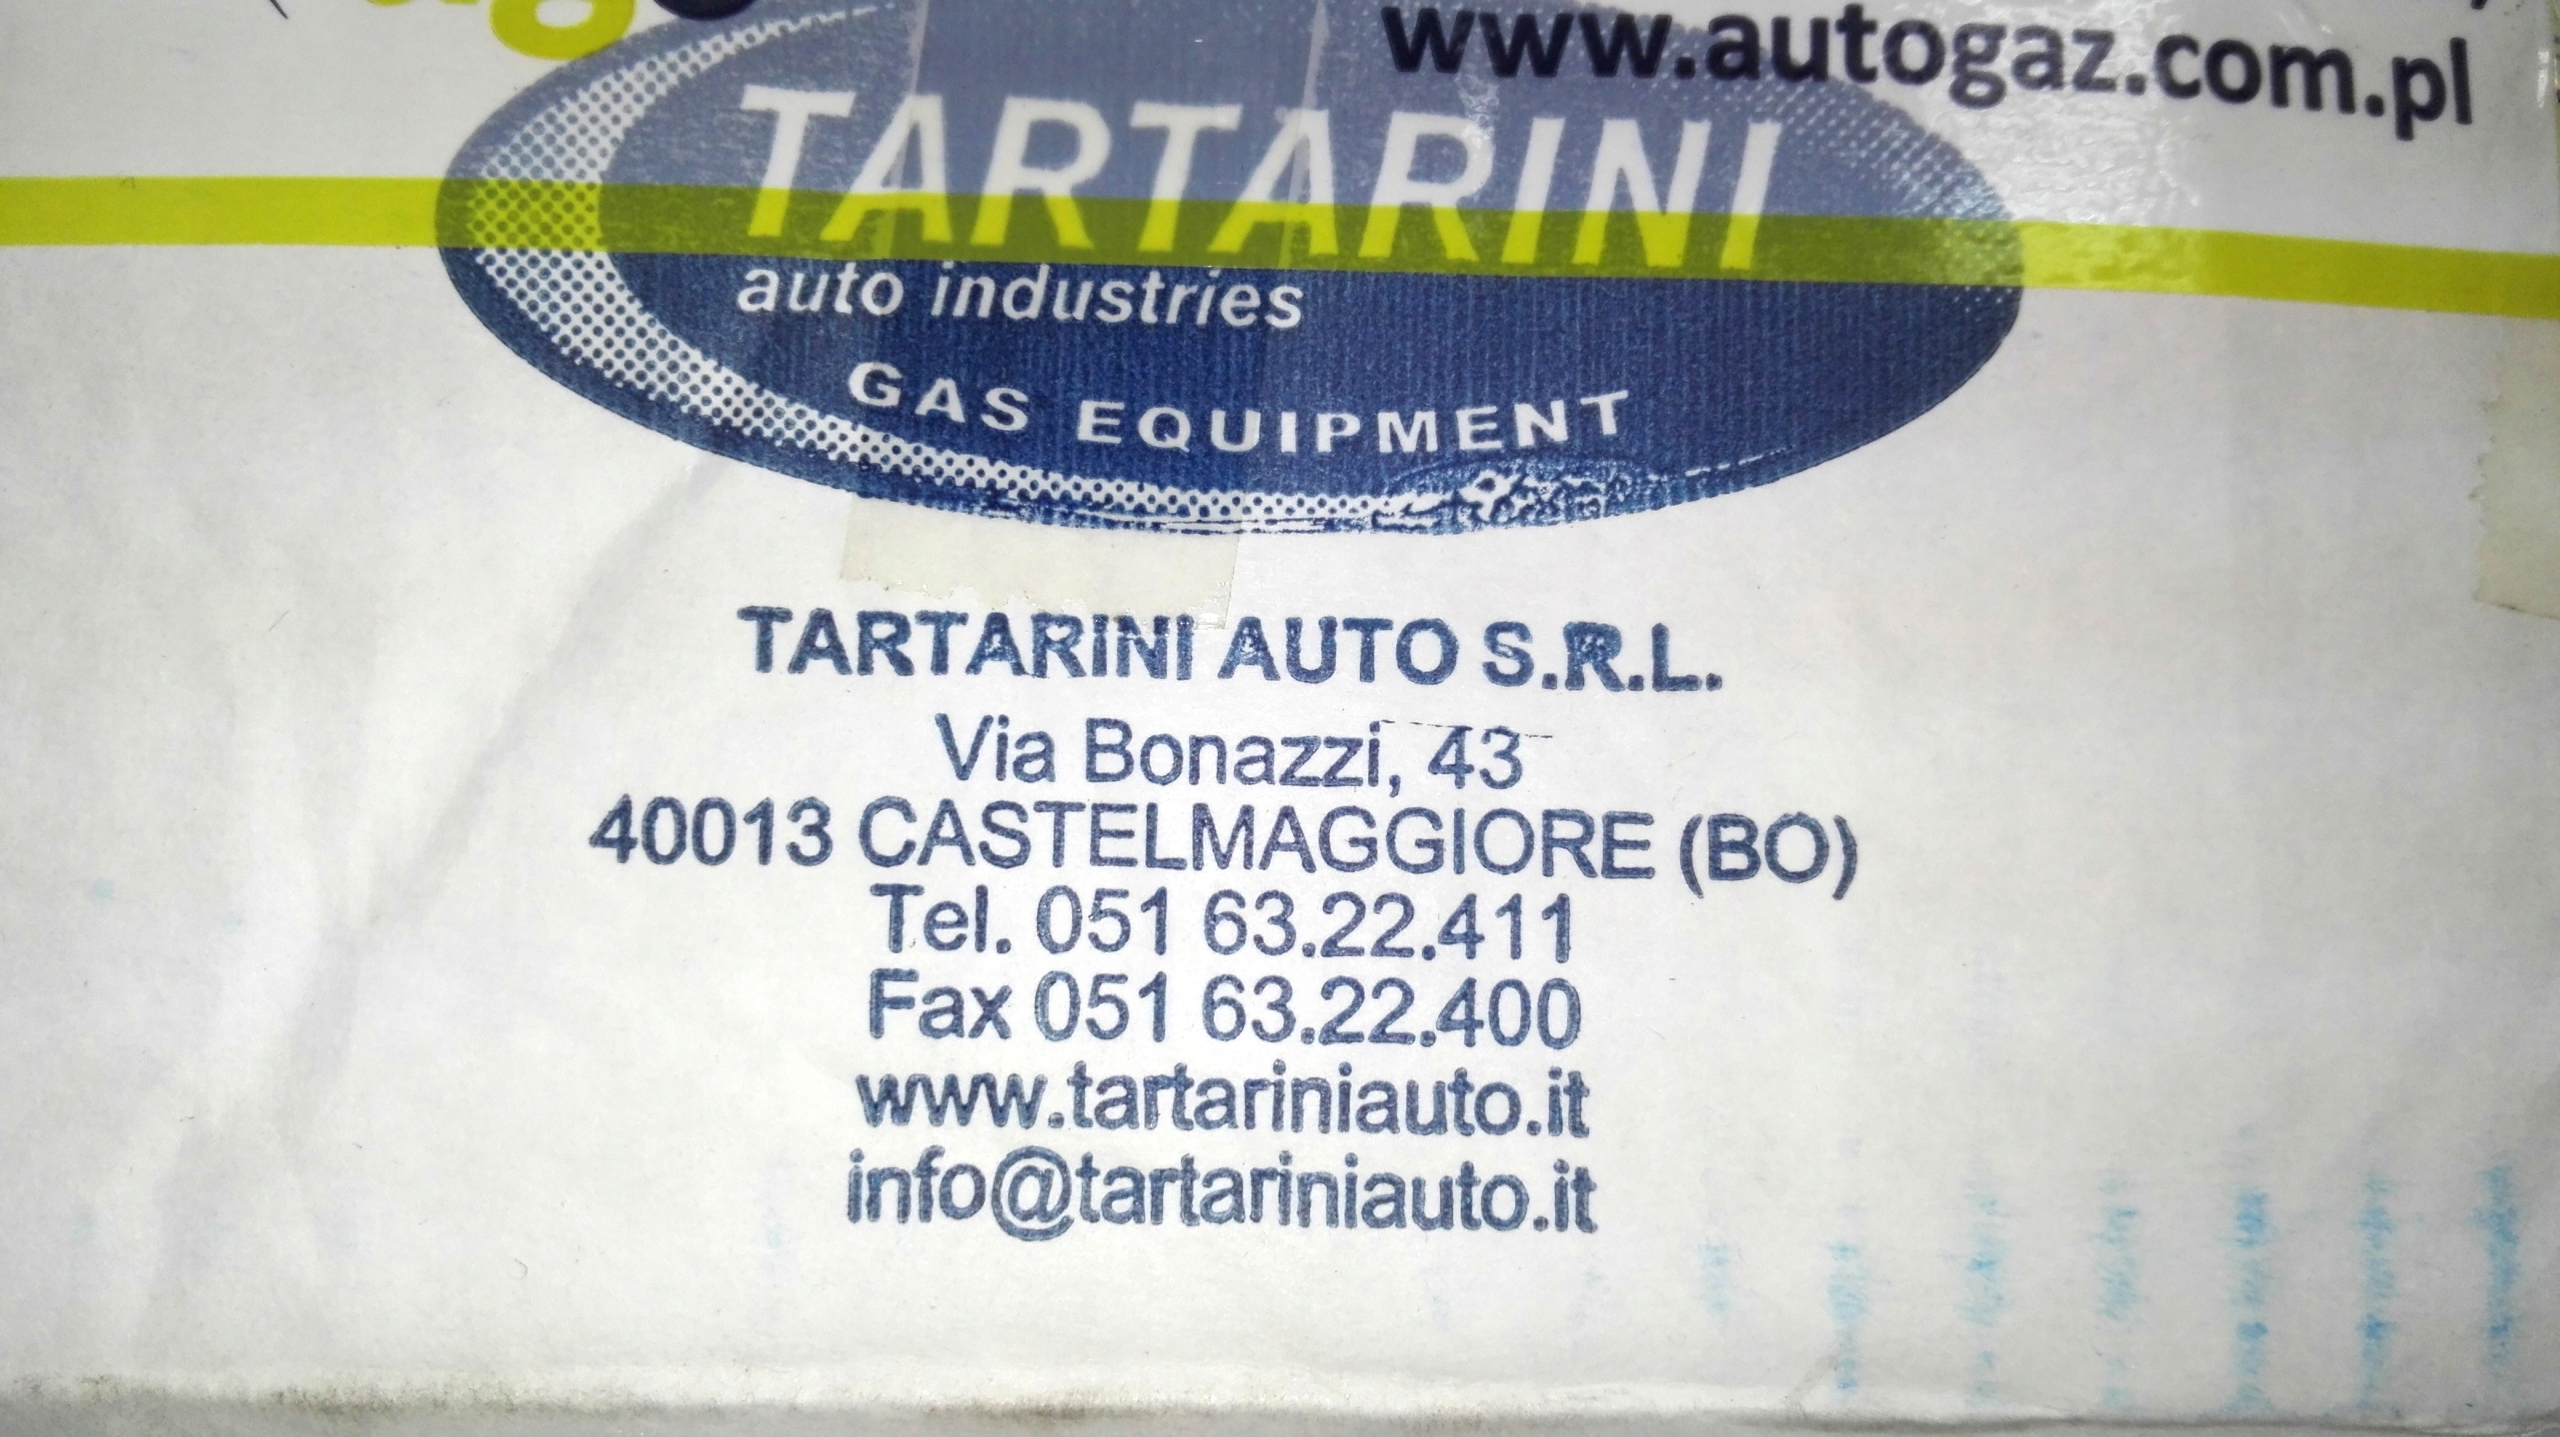 www.autogaz.com.pl
TARTARINI
auto industries
GAS EQUIPMENT
TARTARINI AUTO S.R.L.
Via Bonazzi, 43
40013 CASTELMAGGIORE (BO)
Tel. 051 63.22.411
Fax 051 63.22.400
www.tartariniauto.it
info@tartariniauto.it